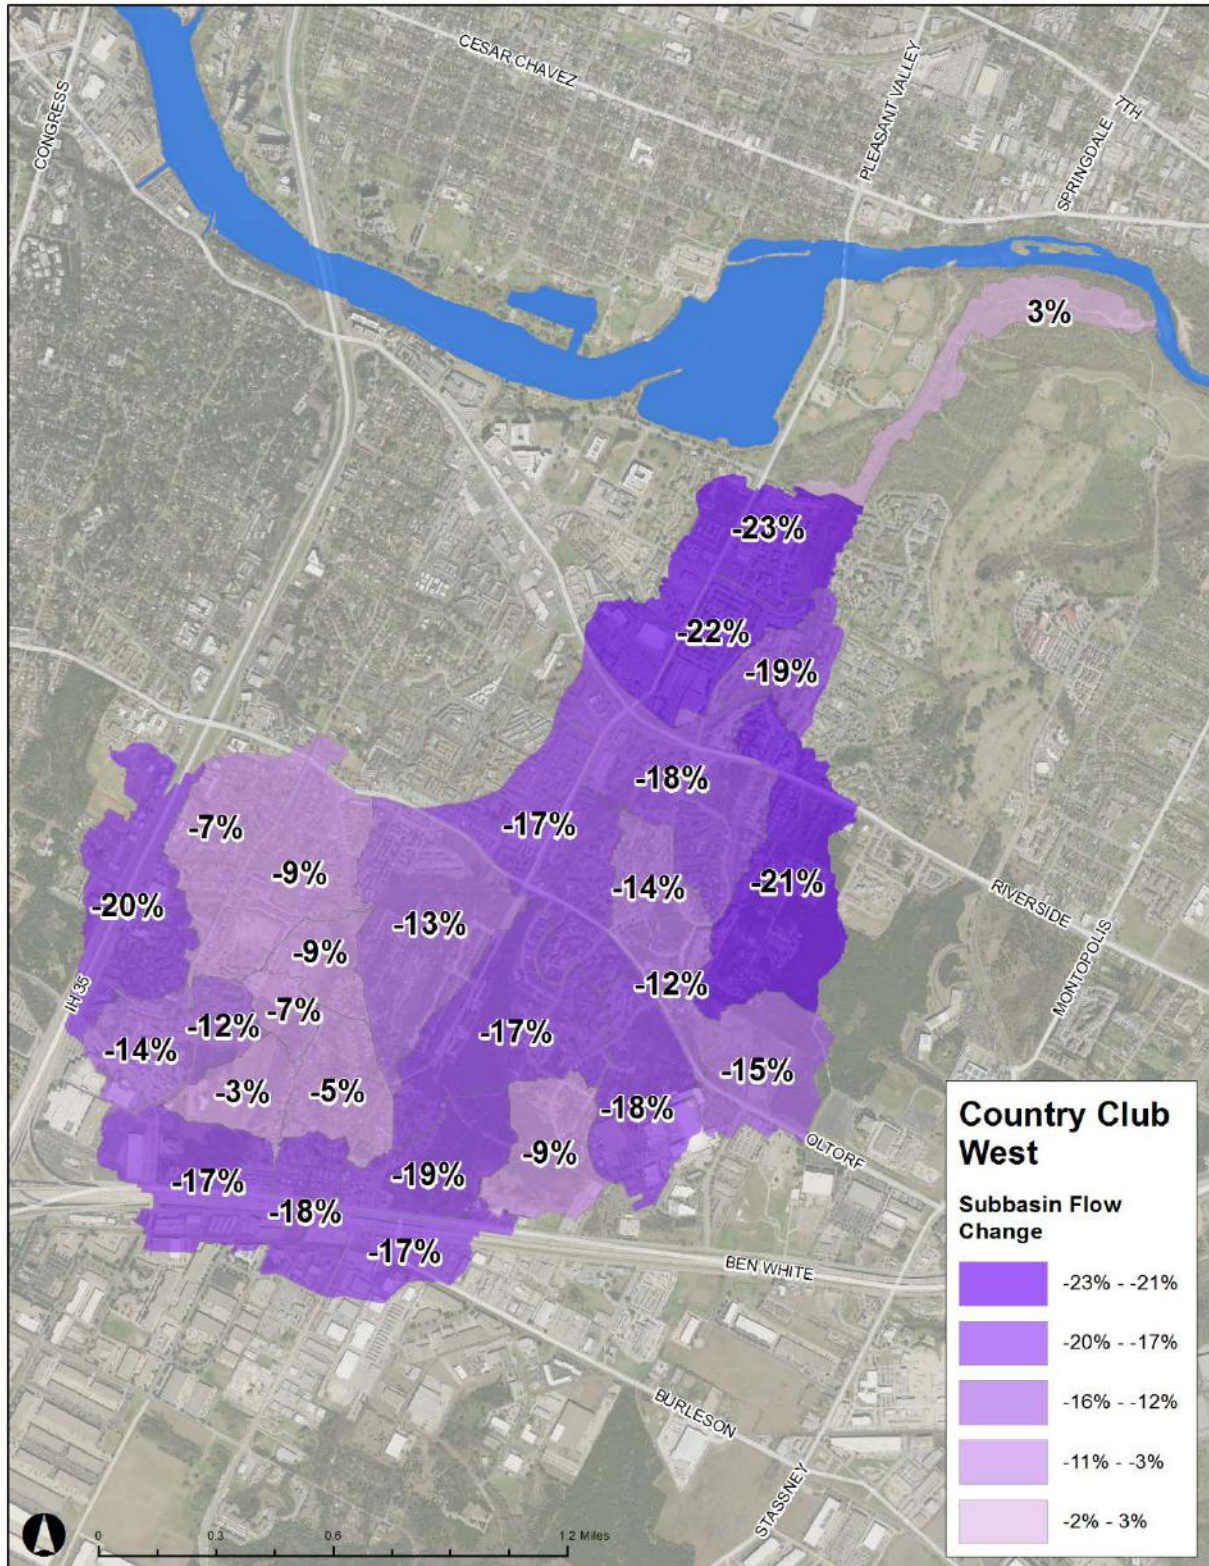 CESAR CHAVEZ
PLEASANT VALLEY
CONGRESS
7TH
SPRINGDALE
3%
-23%
-22%
-19%
-18%
-7%
-17%
-9%
-14%
-21%
-20%
-13%
RIVERSIDE
-9%
MONTOPOLIS
-12%
IH 35
-7%
-12%
-17%
-14%
-15%
-3%
-5%
-18%
OLTORF
-9%
-17%
-19%
-18%
-17%
BEN WHITE
BURLESON
STASSNEY
Country Club
West
Subbasin Flow
Change
-23% - -21%
-20% - -17%
-16% - -12%
-11% - -3%
-2% - 3%
0 0.3 0.6 1.2 Miles